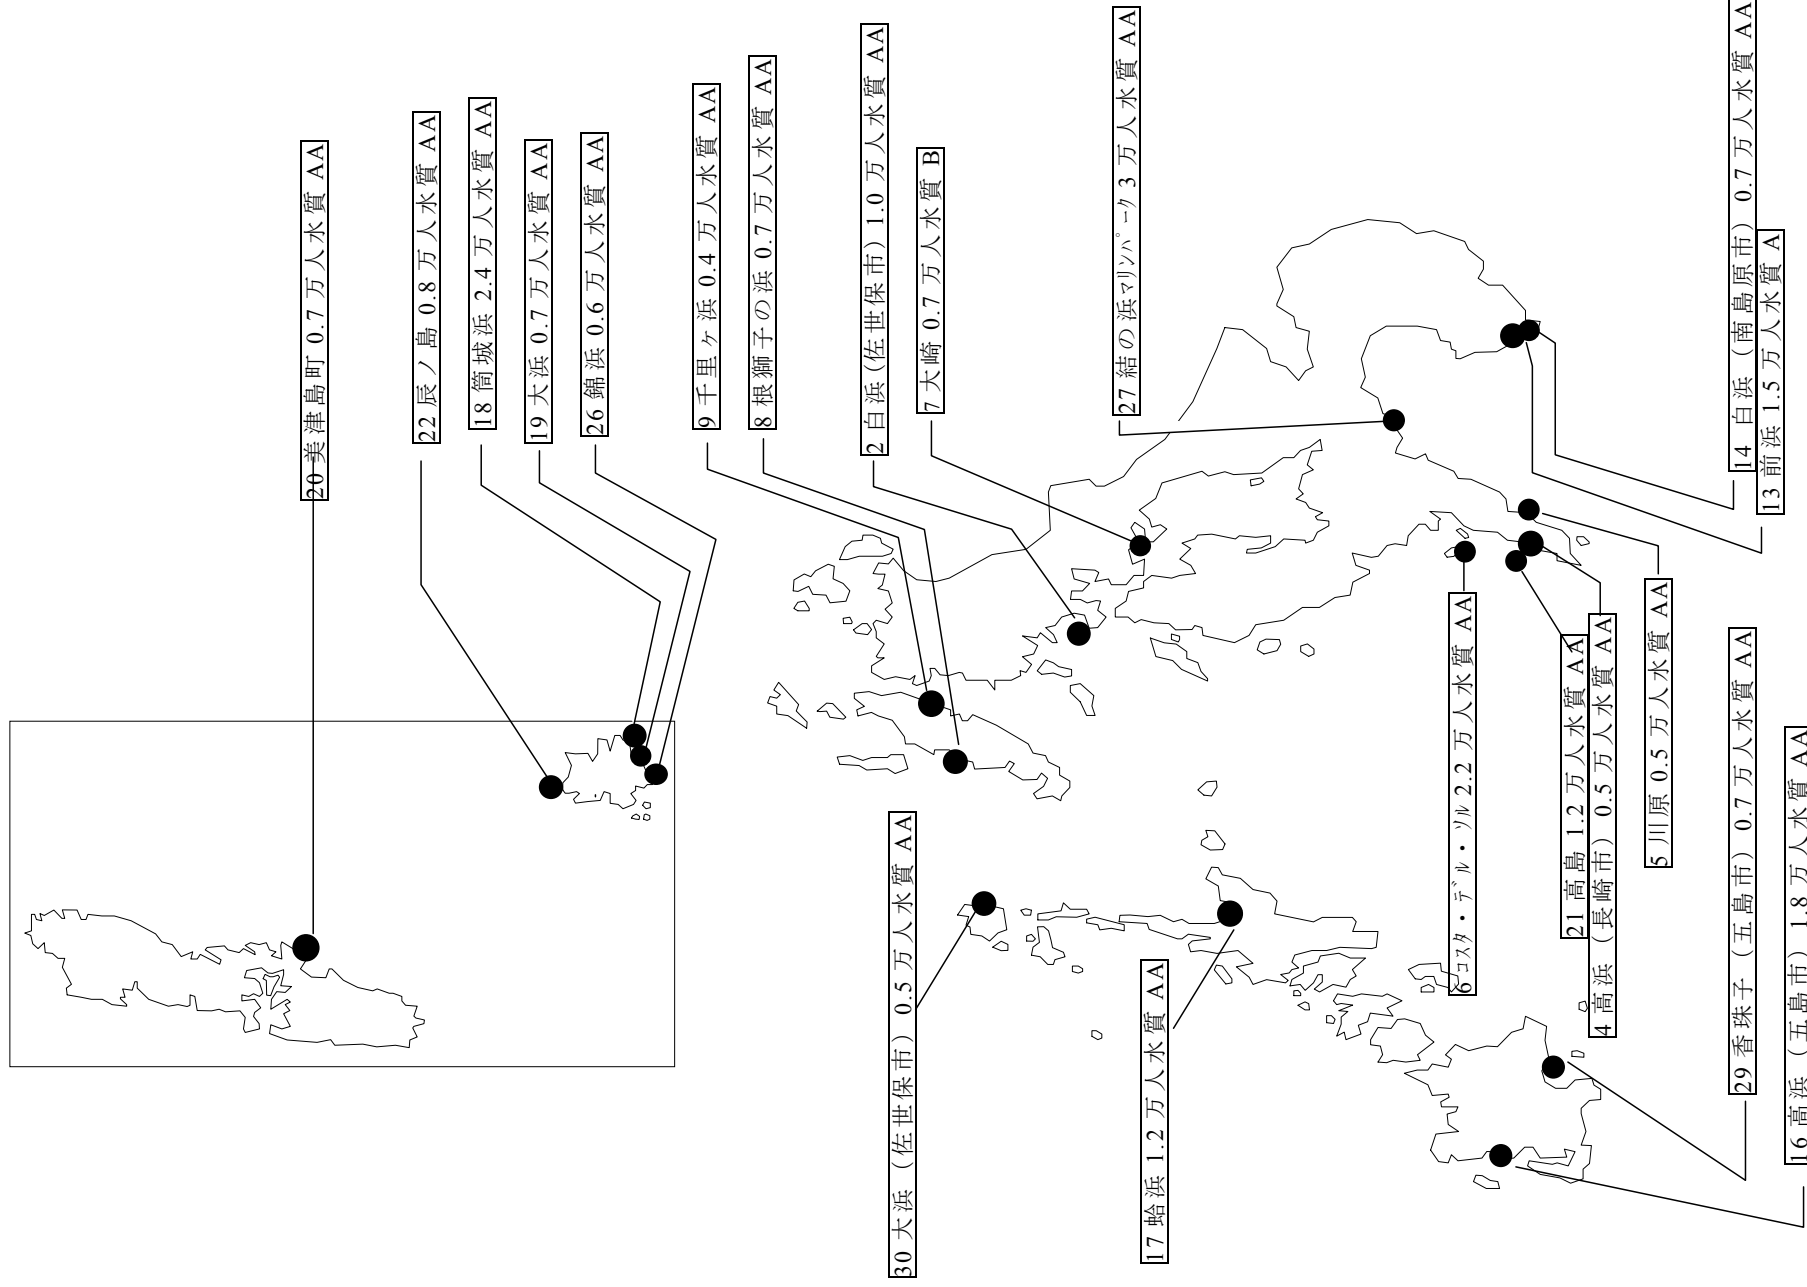 20 美津島町 0.7 万人水質 AA
22 辰ノ島 0.8 万人水質 AA
18 筒城浜 2.4 万人水質 AA
19 大浜 0.7 万人水質 AA
26 錦浜 0.6 万人水質 AA
9 千里ヶ浜 0.4 万人水質 AA
8 根獅子の浜 0.7 万人水質 AA
2 白浜(佐世保市) 1.0 万人水質 AA
7 大崎 0.7 万人水質 B
27 結の浜ﾏﾘﾝﾊﾟｰｸ 3 万人水質 AA
14 白浜（南島原市）0.7 万人水質 AA
13 前浜 1.5 万人水質 A
6 ｺｽﾀ・ﾃﾞﾙ・ｿﾙ 2.2 万人水質 AA
21 高島 1.2 万人水質 AA
4 高浜（長崎市）0.5 万人水質 AA
5 川原 0.5 万人水質 AA
29 香珠子（五島市）0.7 万人水質 AA
16 高浜（五島市）1.8 万人水質 AA
30 大浜（佐世保市）0.5 万人水質 AA
17 蛤浜 1.2 万人水質 AA